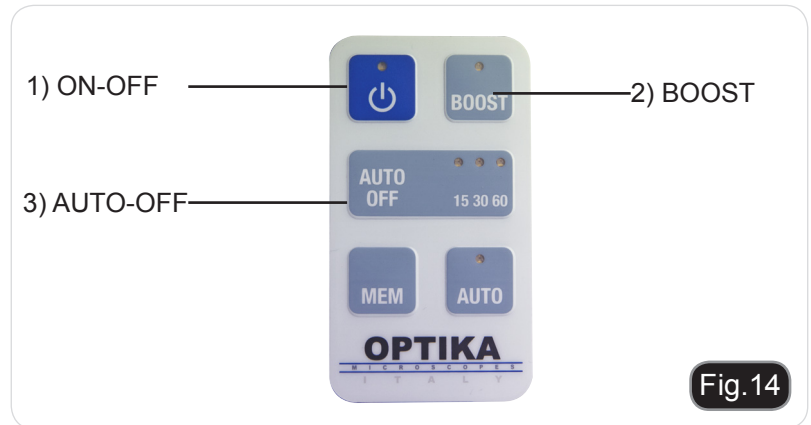 1) ON-OFF
BOOST
2) BOOST
3) AUTO-OFF
AUTO
OFF
15 30 60
MEM
AUTO
OPTIKA
MICROSCOPES
ITALY
Fig.14